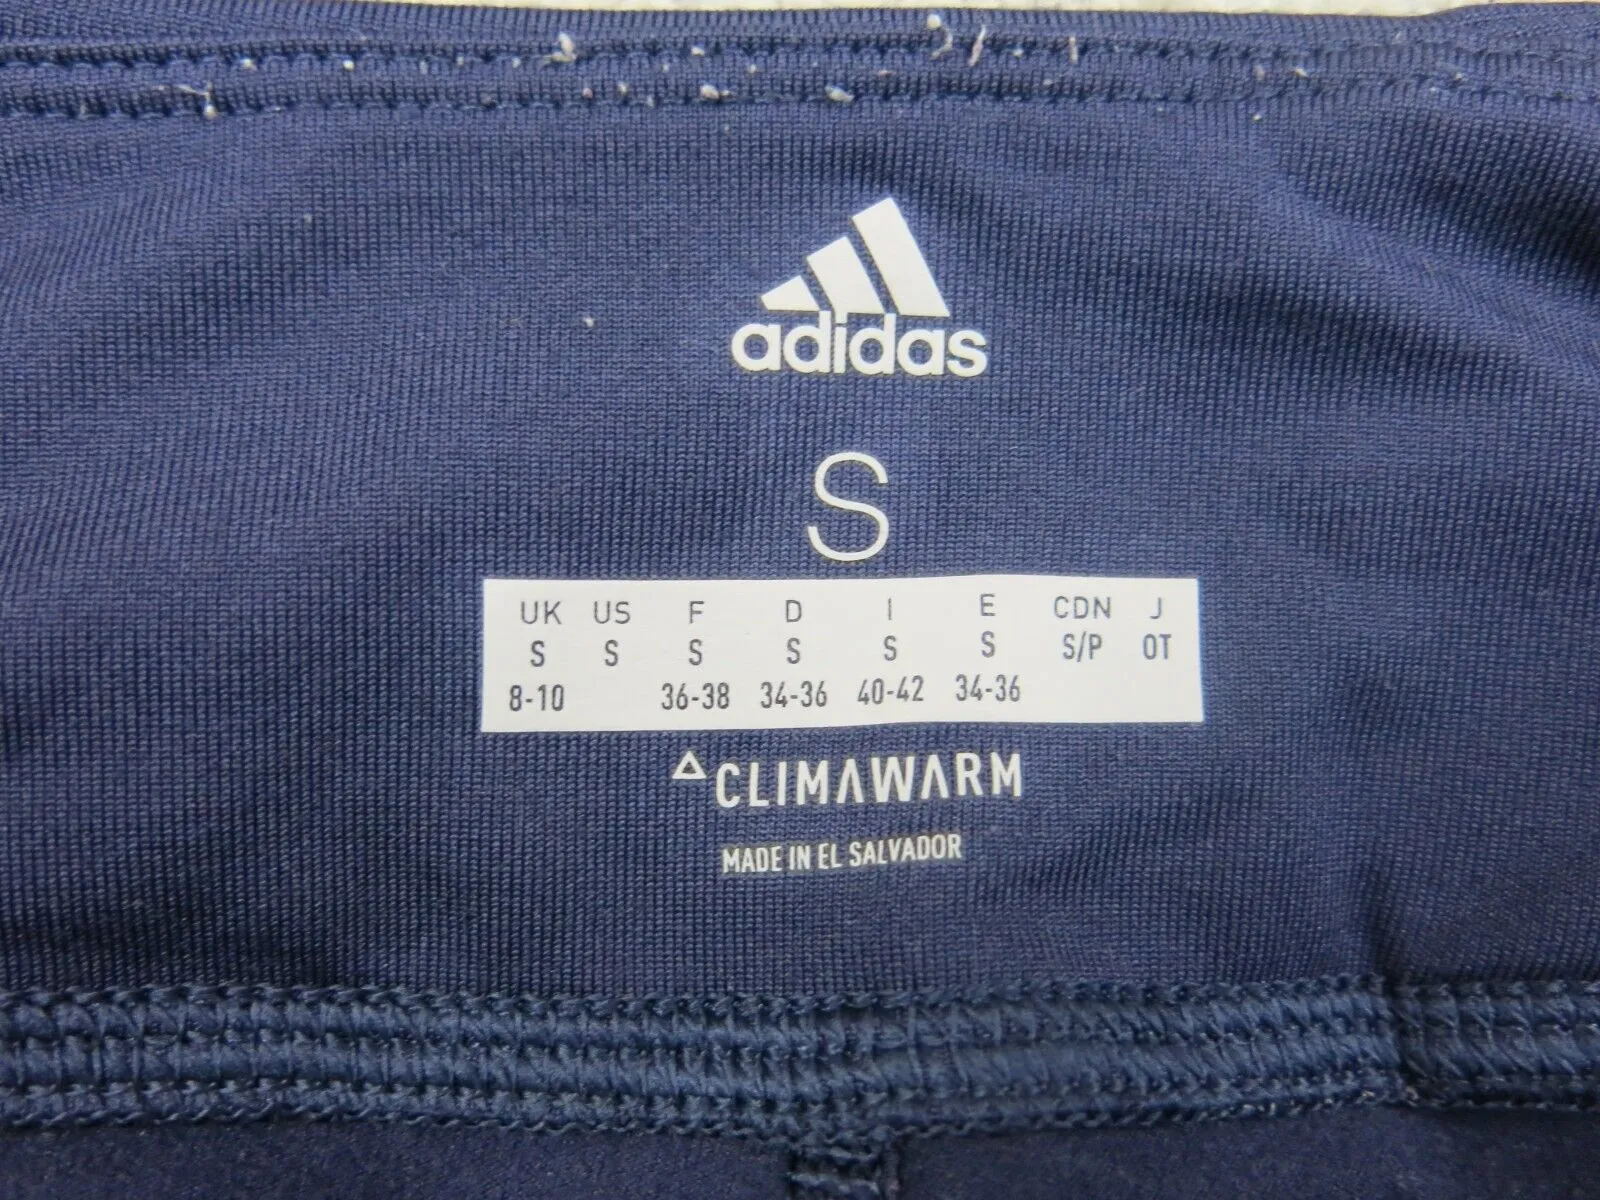 adidas
S
UK US F D I E CDN J
S S S S S S S/P OT
8-10 36-38 34-36 40-42 34-36
CLIMAWARM
MADE IN EL SALVADOR